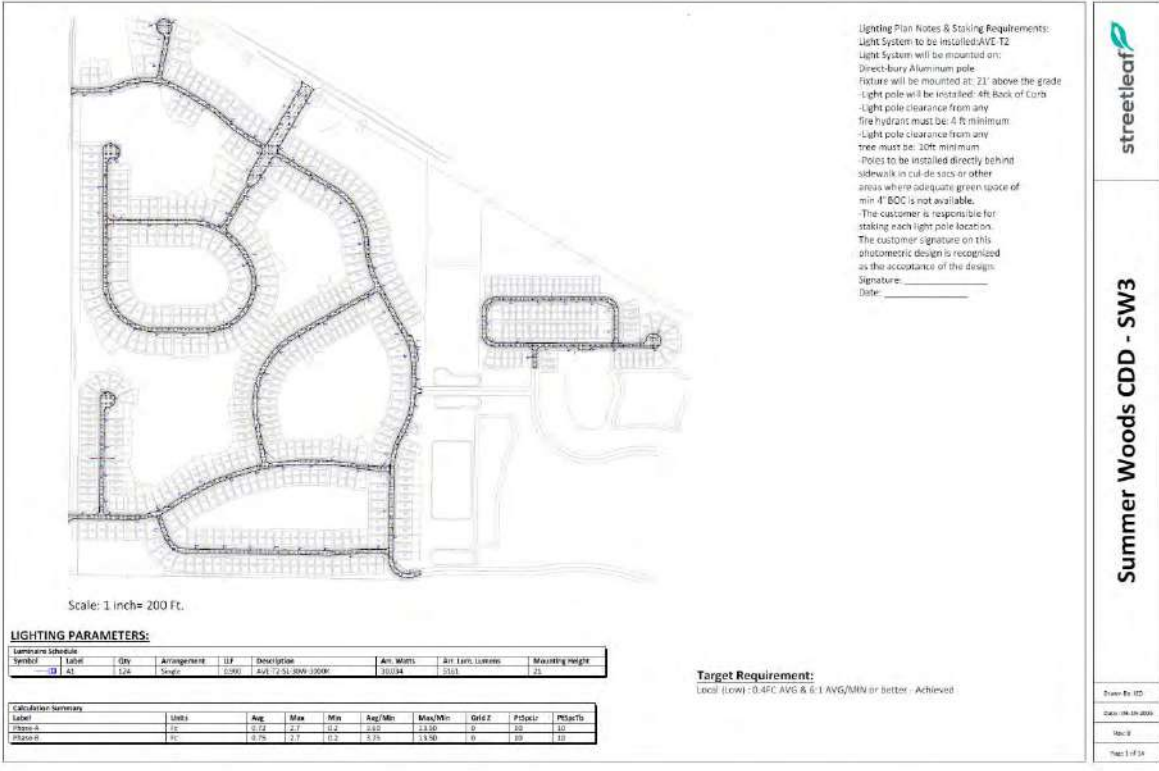 Lighting Plan Notes & Staking Requirements:
Light System to be installed:AVE-T2
Light System will be mounted on:
Direct-bury Aluminum pole
Fixture will be mounted at: 21' above the grade
-Light pole will be installed: 4ft Back of Curb
-Light pole clearance from any
fire hydrant must be: 4 ft minimum
-Light pole clearance from any
tree must be: 10ft minimum
-Poles to be installed directly behind
sidewalk in cul-de sacs or other
areas where adequate green space of
min 4' BOC is not available.
-The customer is responsible for
staking each light pole location.
The customer signature on this
photometric design is recognized
as the acceptance of the design.
Signature: ________________
Date: ________________
streetleaf
Summer Woods CDD - SW3
Scale: 1 inch= 200 Ft.
LIGHTING PARAMETERS:
Luminaire Schedule
Symbol Label Qty Arrangement LLF Description Arr. Watts Arr. Lum. Lumens Mounting Height
A1 Single 30.034 21
Calculation Summary
Label Units Avg Max Min Avg/Min Max/Min Grid Z PtSpcLr PtSpcTb
Phase-A Fc 0.72 2.7 0.2 3.60 13.50 0 10 10
Phase-B Fc 0.75 2.7 0.2 3.75 13.50 0 10 10
Target Requirement:
Local (Low) : 0.4FC AVG & 6:1 AVG/MIN or better - Achieved